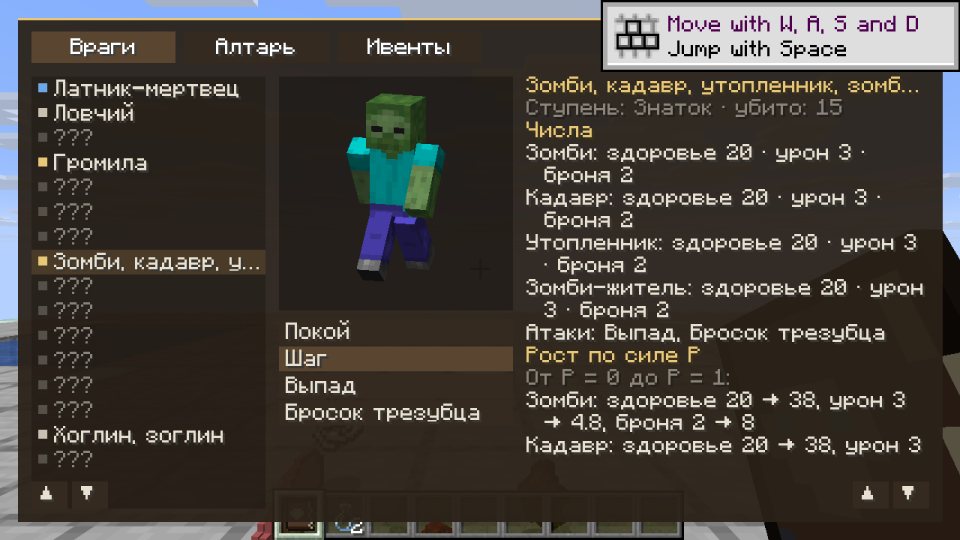 Move with W, A, S and D
Jump with Space
Враги
Алтарь
Ивенты
Латник-мертвец
Ловчий
???
Громила
???
???
???
Зомби, кадавр, у...
???
???
???
???
???
???
Хоглин, зоглин
???
Покой
Шаг
Выпад
Бросок трезубца
Зомби, кадавр, утопленник, зомб...
Ступень: Знаток · убито: 15
Числа
Зомби: здоровье 20 · урон 3 ·
броня 2
Кадавр: здоровье 20 · урон 3 ·
броня 2
Утопленник: здоровье 20 · урон 3
· броня 2
Зомби-житель: здоровье 20 · урон
3 · броня 2
Атаки: Выпад, Бросок трезубца
Рост по силе P
От P = 0 до P = 1:
Зомби: здоровье 20 → 38, урон 3
→ 4.8, броня 2 → 8
Кадавр: здоровье 20 → 38, урон 3
2